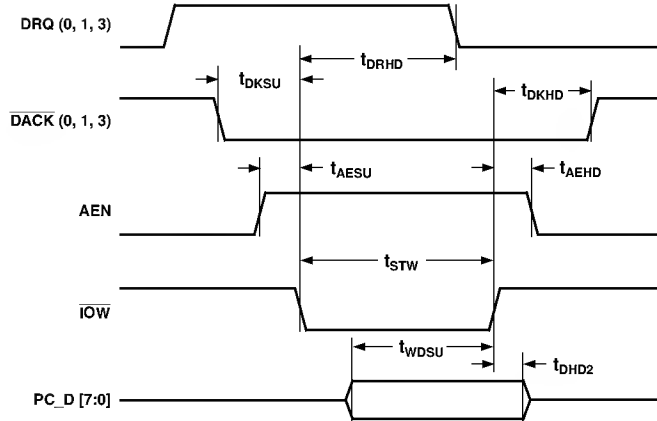 DRQ (0, 1, 3)
tDRHD
tDKSU
tDKHD
DACK (0, 1, 3)
tAESU
tAEHD
AEN
tSTW
IOW
tWDSU
tDHD2
PC_D [7:0]